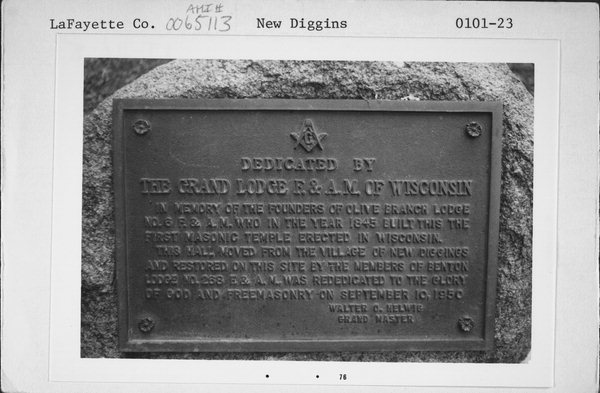 LaFayette Co. AHI# 0065113 New Diggins 0101-23
G
DEDICATED BY
THE GRAND LODGE F. & A.M. OF WISCONSIN
IN MEMORY OF THE FOUNDERS OF OLIVE BRANCH LODGE
NO. 6 F. & A.M. WHO IN THE YEAR 1845 BUILT THIS THE
FIRST MASONIC TEMPLE ERECTED IN WISCONSIN.
THIS HALL, MOVED FROM THE VILLAGE OF NEW DIGGINGS
AND RESTORED ON THIS SITE BY THE MEMBERS OF BENTON
LODGE NO. 268 F. & A.M. WAS REDEDICATED TO THE GLORY
OF GOD AND FREEMASONRY ON SEPTEMBER 10, 1950
WALTER C. HELWIG
GRAND MASTER
• • 76